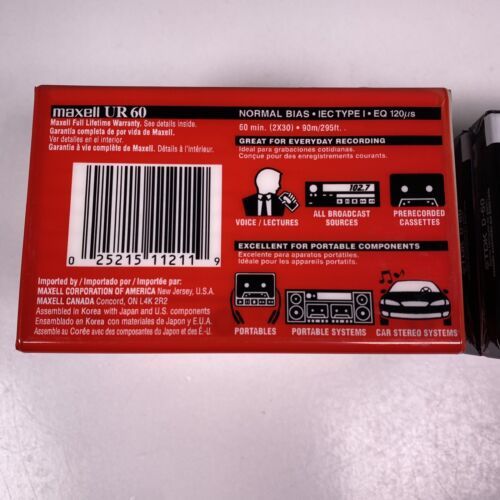 maxell UR 60
Maxell Full Lifetime Warranty. See details inside.
Garantía completa de por vida de Maxell.
Ver detalles en el interior.
Garantie à vie complète de Maxell. Détails à l'intérieur.
0 25215 11211 9
Imported by / Importado por / Importée par:
MAXELL CORPORATION OF AMERICA New Jersey, U.S.A.
MAXELL CANADA Concord, ON L4K 2R2
Assembled in Korea with Japan and U.S. components
Ensamblado en Korea con materiales de Japon y E.U.A.
Assemblé au Corée avec des composantes du Japon et des É.-U.
NORMAL BIAS • IEC TYPE I • EQ 120µs
60 min. (2X30) • 90m/295ft.
GREAT FOR EVERYDAY RECORDING
Ideal para grabaciones cotidianas.
Conçue pour des enregistrements courants.
102.7
VOICE / LECTURES
ALL BROADCAST SOURCES
PRERECORDED CASSETTES
EXCELLENT FOR PORTABLE COMPONENTS
Excelente para aparatos portátiles.
Idéale pour les appareils portatifs.
PORTABLES
PORTABLE SYSTEMS
CAR STEREO SYSTEMS
TDK D-60